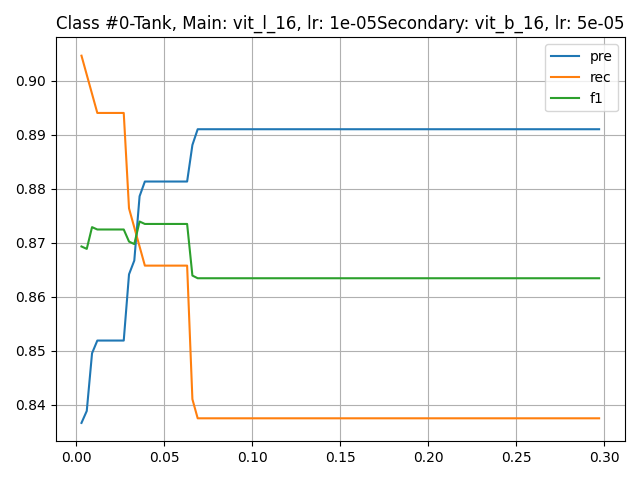 Class #0-Tank, Main: vit_l_16, lr: 1e-05Secondary: vit_b_16, lr: 5e-05
pre
rec
f1
0.90
0.89
0.88
0.87
0.86
0.85
0.84
0.00 0.05 0.10 0.15 0.20 0.25 0.30